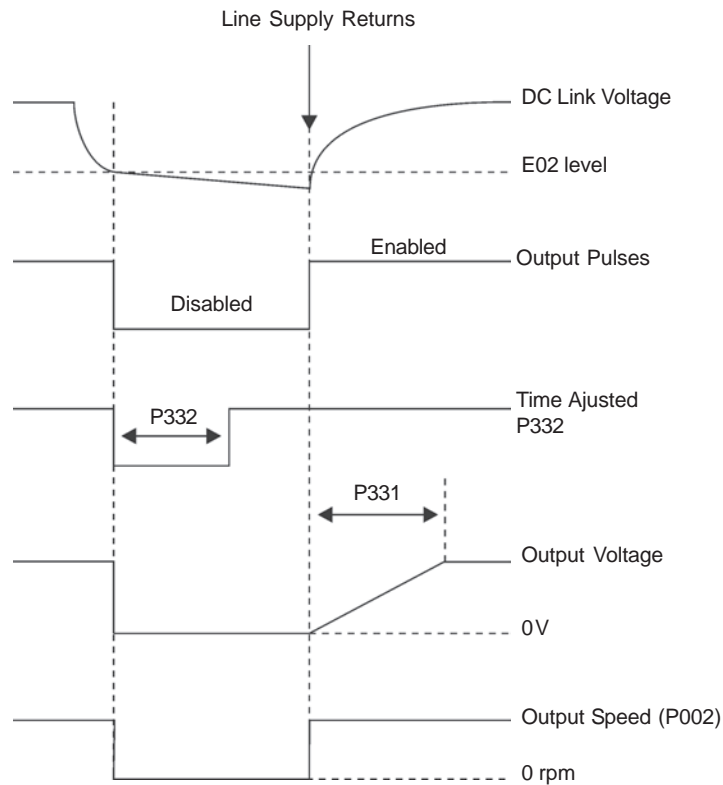 Line Supply Returns
DC Link Voltage
E02 level
Enabled
Output Pulses
Disabled
Time Ajusted
P332
P332
P331
Output Voltage
0V
Output Speed (P002)
0 rpm